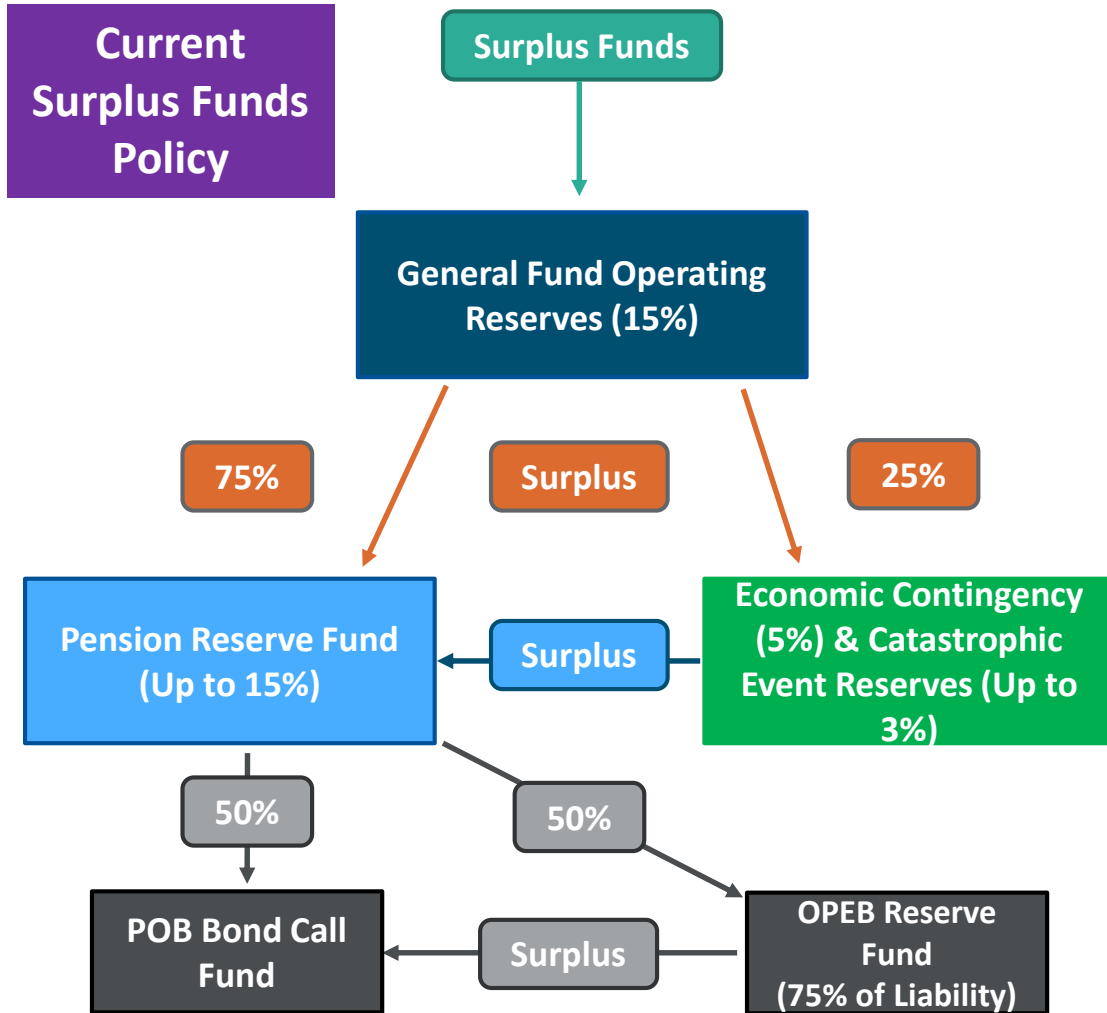 Current
Surplus Funds
Policy
Surplus Funds
General Fund Operating
Reserves (15%)
75%
Surplus
25%
Pension Reserve Fund
(Up to 15%)
Surplus
Economic Contingency
(5%) & Catastrophic
Event Reserves (Up to
3%)
50%
50%
POB Bond Call
Fund
Surplus
OPEB Reserve
Fund
(75% of Liability)